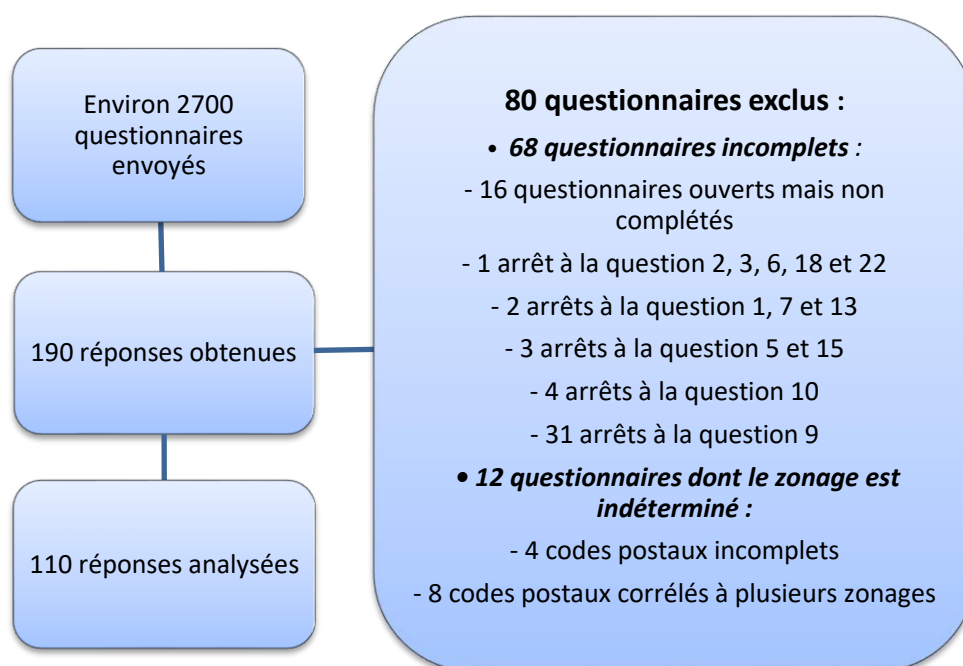 Environ 2700
questionnaires
envoyés
190 réponses obtenues
110 réponses analysées
80 questionnaires exclus :
• 68 questionnaires incomplets :
- 16 questionnaires ouverts mais non
complétés
- 1 arrêt à la question 2, 3, 6, 18 et 22
- 2 arrêts à la question 1, 7 et 13
- 3 arrêts à la question 5 et 15
- 4 arrêts à la question 10
- 31 arrêts à la question 9
• 12 questionnaires dont le zonage est
indéterminé :
- 4 codes postaux incomplets
- 8 codes postaux corrélés à plusieurs zonages